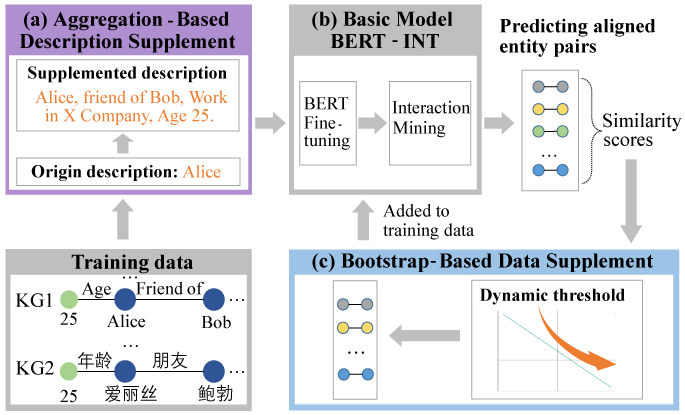 (a) Aggregation - Based
Description Supplement
Supplemented description
Alice, friend of Bob, Work
in X Company, Age 25.
Origin description: Alice
(b) Basic Model
BERT - INT
BERT
Fine-
tuning
Interaction
Mining
Predicting aligned
entity pairs
...
Similarity
scores
Added to
training data
Training data
KG1
Age
...
Friend of
...
25
Alice
Bob
KG2
年龄
...
朋友
...
25
爱丽丝
鲍勃
(c) Bootstrap-Based Data Supplement
...
Dynamic threshold